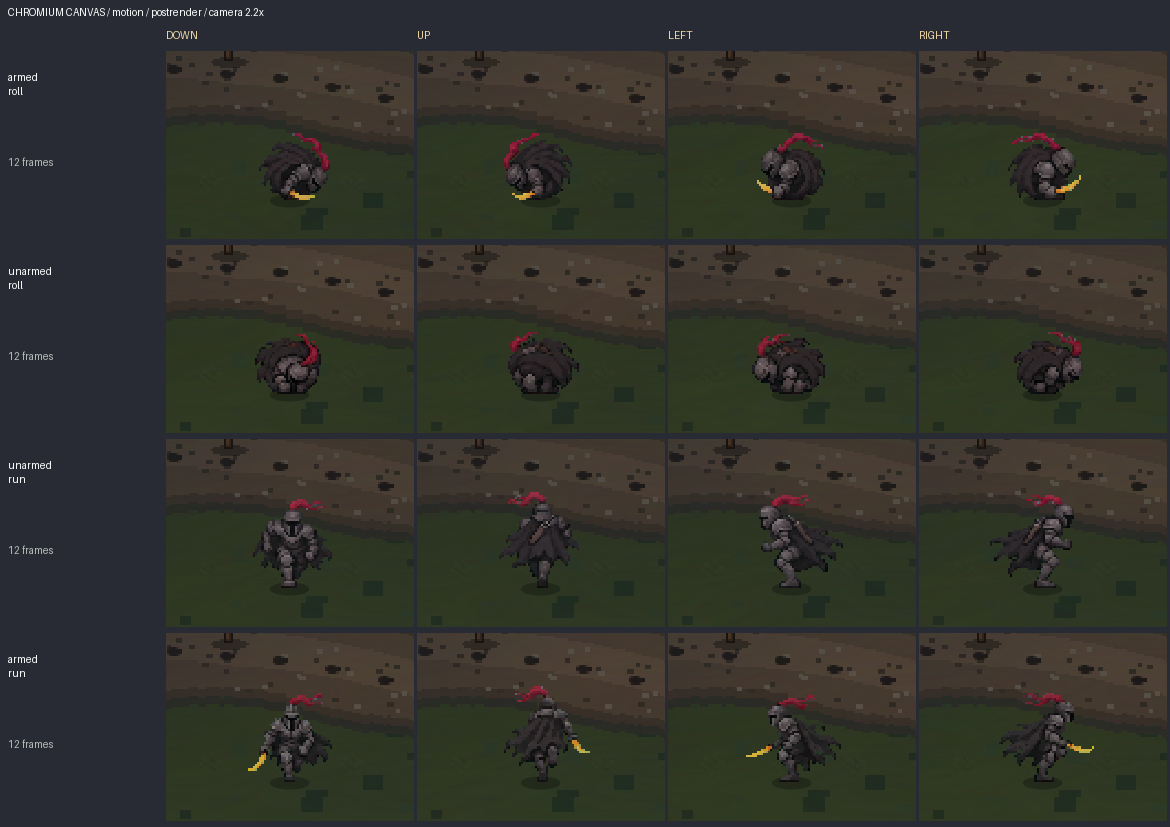 CHROMIUM CANVAS / motion / postrender / camera 2.2x
DOWN UP LEFT RIGHT
armed
roll
12 frames
unarmed
roll
12 frames
unarmed
run
12 frames
armed
run
12 frames